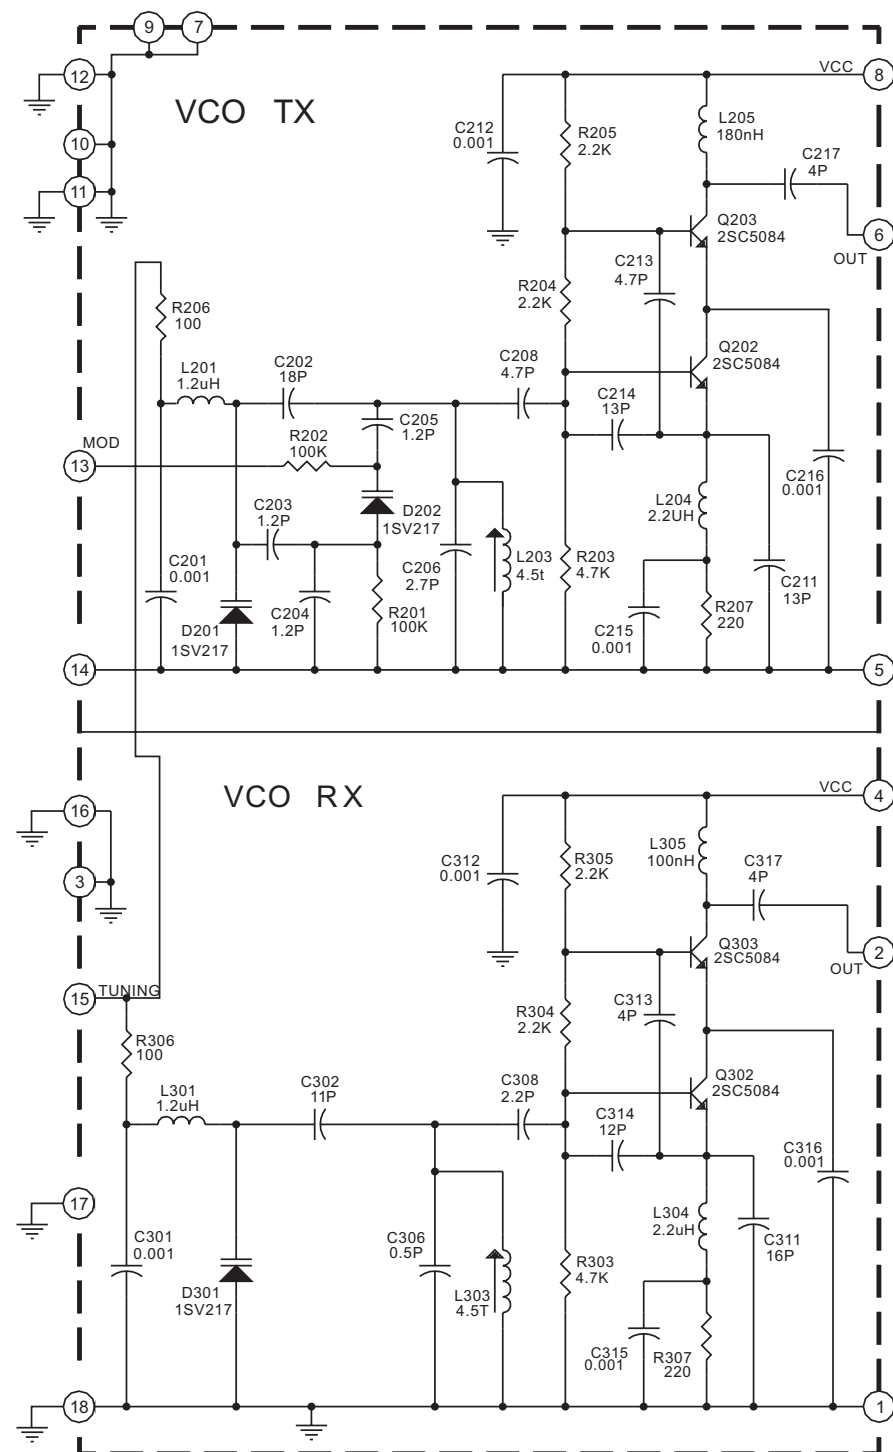 9
7
12
VCC
8
VCO TX
L205
180nH
C212
0.001
R205
2.2K
10
C217
4P
11
Q203
2SC5084
6
OUT
C213
4.7P
R204
2.2K
R206
100
L201
1.2uH
C202
18P
C208
4.7P
Q202
2SC5084
C214
13P
C205
1.2P
MOD
13
R202
100K
C216
0.001
L204
2.2UH
C203
1.2P
D202
1SV217
C201
0.001
C206
2.7P
L203
4.5t
R203
4.7K
C211
13P
D201
1SV217
C204
1.2P
R201
100K
C215
0.001
R207
220
14
5
VCO RX
VCC
4
16
L305
100nH
C312
0.001
R305
2.2K
C317
4P
3
Q303
2SC5084
2
OUT
TUNING
15
R304
2.2K
C313
4P
R306
100
L301
1.2uH
C302
11P
C308
2.2P
Q302
2SC5084
C314
12P
C316
0.001
17
L304
2.2uH
C301
0.001
C306
0.5P
C311
16P
D301
1SV217
L303
4.5T
R303
4.7K
C315
0.001
R307
220
18
1